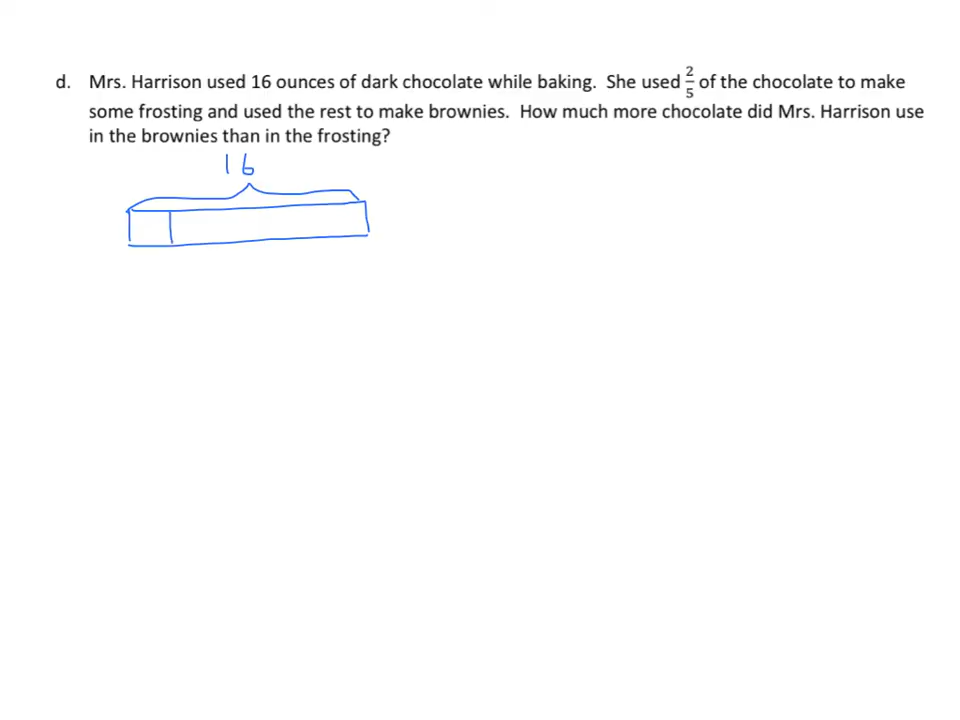 d. Mrs. Harrison used 16 ounces of dark chocolate while baking. She used 2/5 of the chocolate to make
some frosting and used the rest to make brownies. How much more chocolate did Mrs. Harrison use
in the brownies than in the frosting?
16